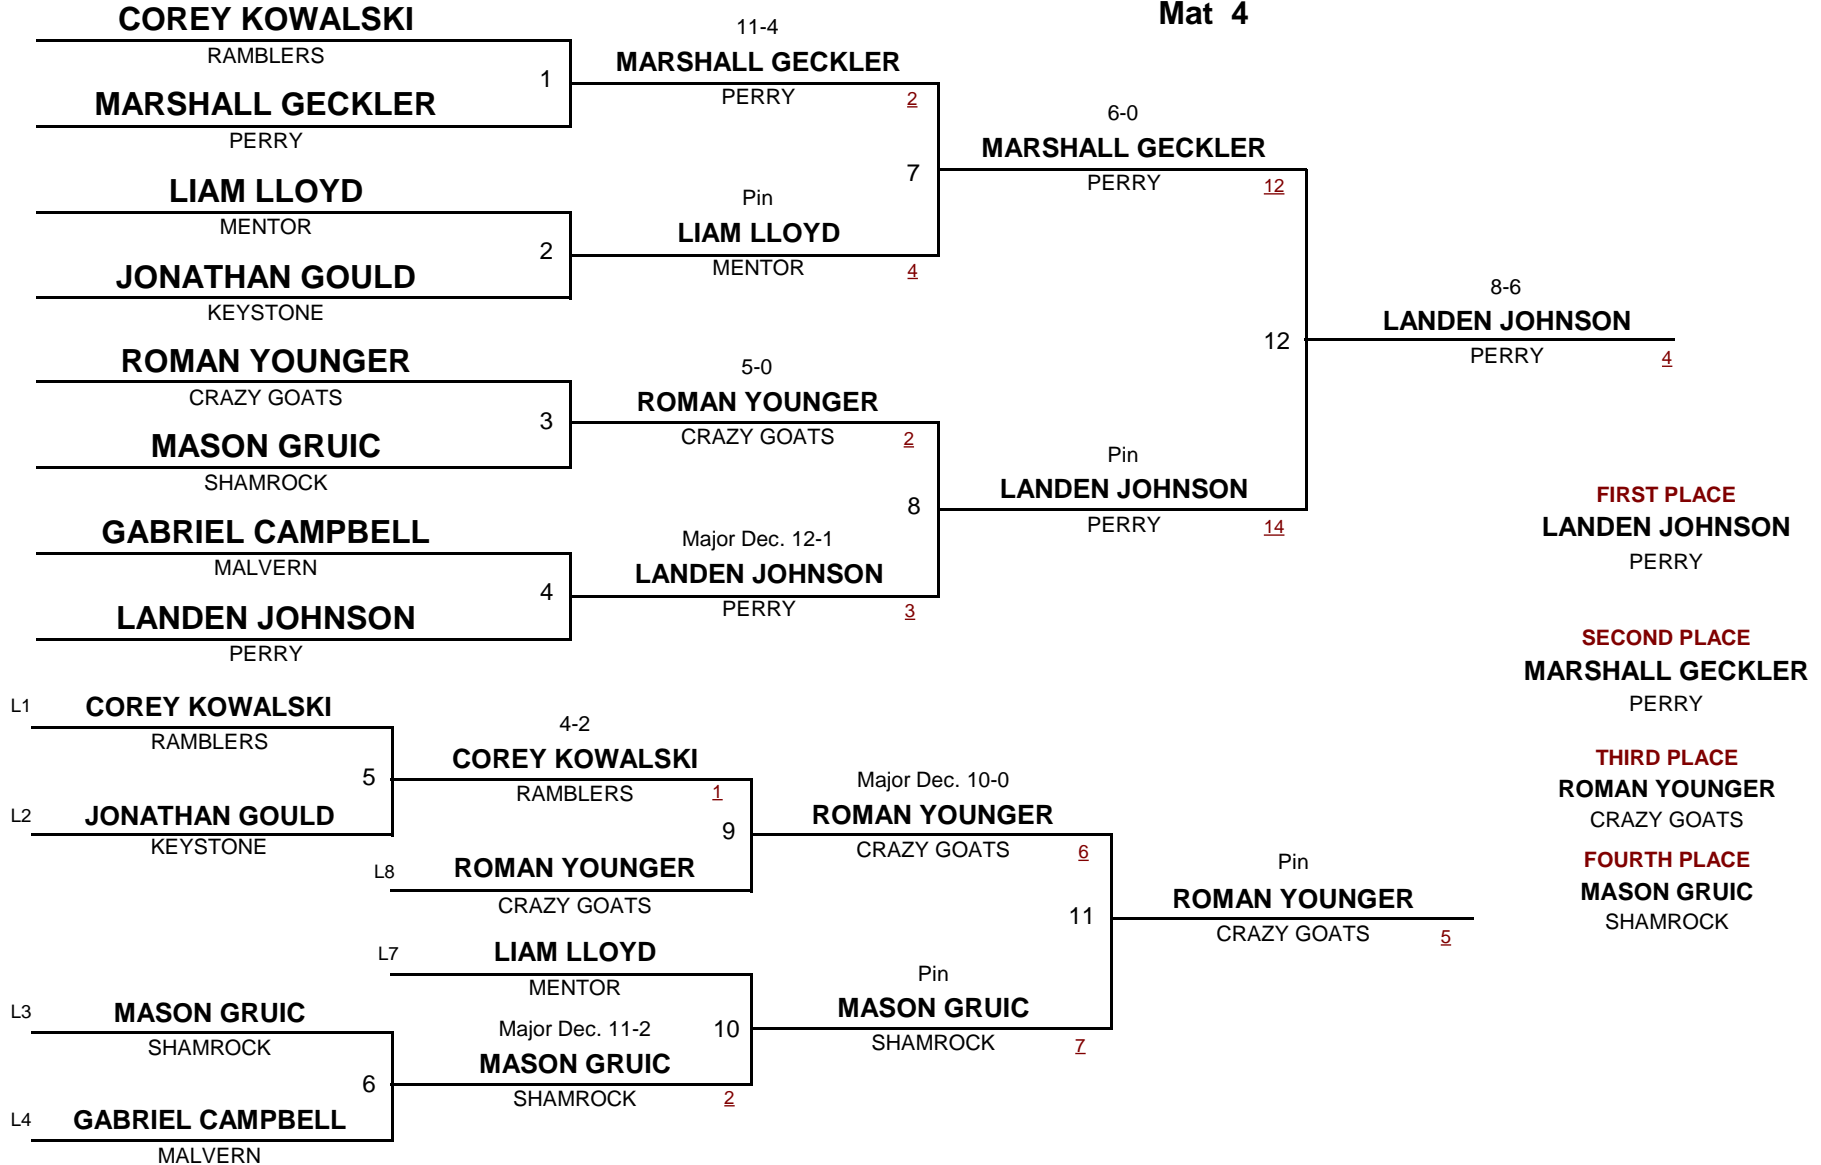 Mat 4
COREY KOWALSKI
RAMBLERS
1
MARSHALL GECKLER
PERRY
LIAM LLOYD
MENTOR
2
JONATHAN GOULD
KEYSTONE
ROMAN YOUNGER
CRAZY GOATS
3
MASON GRUIC
SHAMROCK
GABRIEL CAMPBELL
MALVERN
4
LANDEN JOHNSON
PERRY
11-4
MARSHALL GECKLER
PERRY 2
7
Pin
LIAM LLOYD
MENTOR 4
5-0
ROMAN YOUNGER
CRAZY GOATS 2
8
Major Dec. 12-1
LANDEN JOHNSON
PERRY 3
6-0
MARSHALL GECKLER
PERRY 12
12
Pin
LANDEN JOHNSON
PERRY 14
8-6
LANDEN JOHNSON
PERRY 4
L1 COREY KOWALSKI
RAMBLERS
5
L2 JONATHAN GOULD
KEYSTONE
L3 MASON GRUIC
SHAMROCK
6
L4 GABRIEL CAMPBELL
MALVERN
4-2
COREY KOWALSKI
RAMBLERS 1
9
L8 ROMAN YOUNGER
CRAZY GOATS
L7 LIAM LLOYD
MENTOR
10
Major Dec. 11-2
MASON GRUIC
SHAMROCK 2
Major Dec. 10-0
ROMAN YOUNGER
CRAZY GOATS 6
11
Pin
MASON GRUIC
SHAMROCK 7
Pin
ROMAN YOUNGER
CRAZY GOATS 5
FIRST PLACE
LANDEN JOHNSON
PERRY
SECOND PLACE
MARSHALL GECKLER
PERRY
THIRD PLACE
ROMAN YOUNGER
CRAZY GOATS
FOURTH PLACE
MASON GRUIC
SHAMROCK